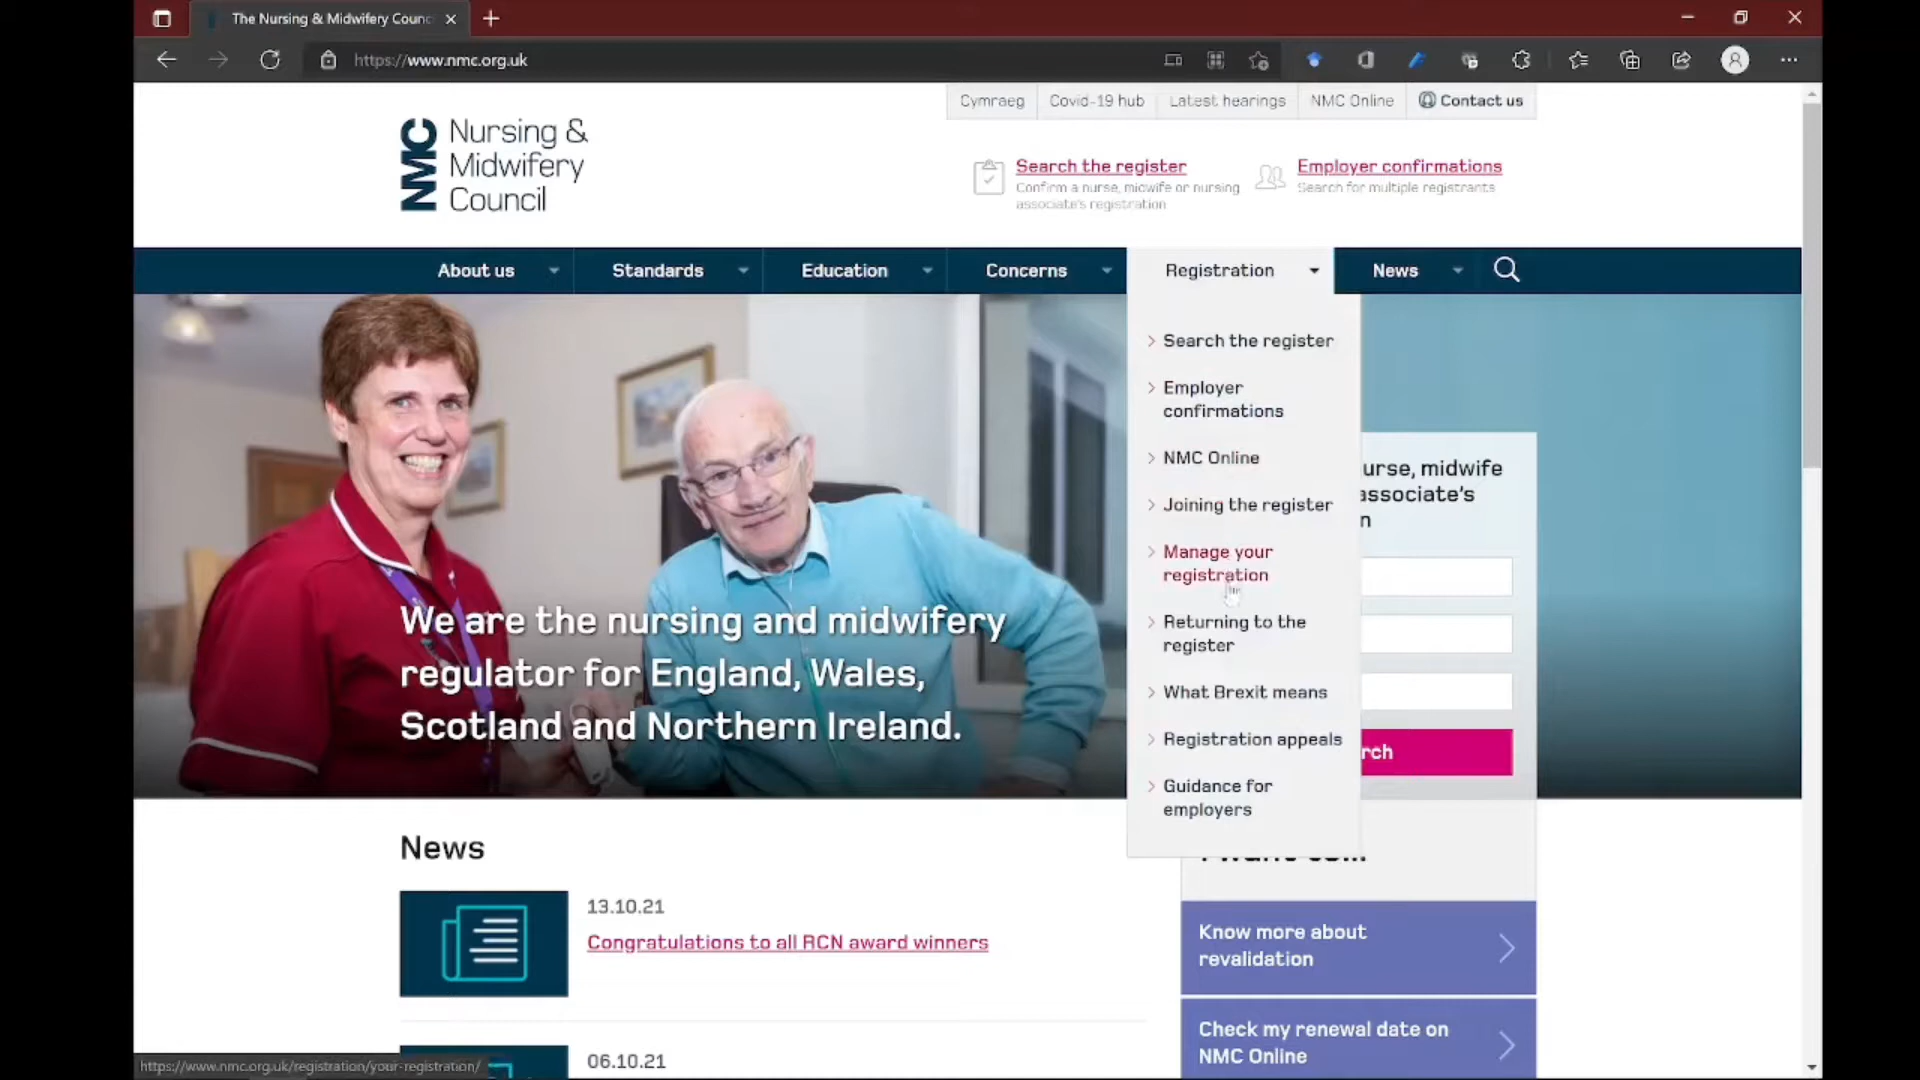 The Nursing & Midwifery Counc
https://www.nmc.org.uk
Cymraeg
Covid-19 hub
Latest hearings
NMC Online
Contact us
NMC
Nursing &
Midwifery
Council
Search the register
Confirm a nurse, midwife or nursing
associate's registration
Employer confirmations
Search for multiple registrants
About us
Standards
Education
Concerns
Registration
News
Search the register
Employer
confirmations
NMC Online
Joining the register
Manage your
registration
Returning to the
register
What Brexit means
Registration appeals
Guidance for
employers
urse, midwife
associate's
n
rch
We are the nursing and midwifery
regulator for England, Wales,
Scotland and Northern Ireland.
News
13.10.21
Congratulations to all RCN award winners
06.10.21
Know more about
revalidation
Check my renewal date on
NMC Online
https://www.nmc.org.uk/registration/your-registration/